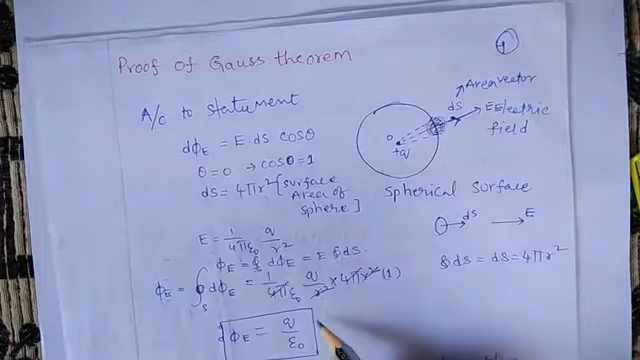 Proof of Gauss theorem
A/c to statement
dΦE = E . ds cosθ
θ = 0 → cosθ = 1
ds = 4πr² [surface
Area of
sphere]
E = 1/4πε₀ q/r²
ΦE = ∮ dΦE = E ∮ ds.
ΦE = ∮S dΦE = 1/4πε₀ q/r² × 4πr² (1)
ΦE = q/ε₀
Area vector
ds
E Electric
field
o
+q
Spherical Surface
ds E
∮ ds = ds = 4πr²